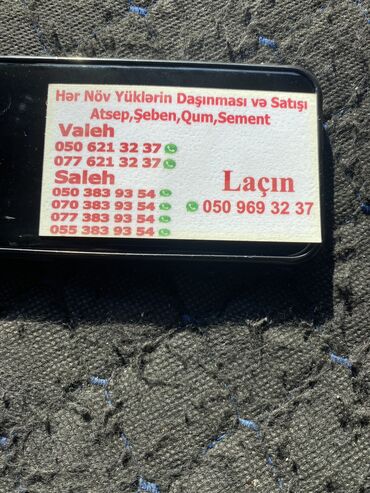 Hər Növ Yüklərin Daşınması və Satışı
Atsep,Şeben,Qum,Sement
Valeh
050 621 32 37
077 621 32 37
Saleh
050 383 93 54
070 383 93 54
077 383 93 54
055 383 93 54
Laçın
050 969 32 37